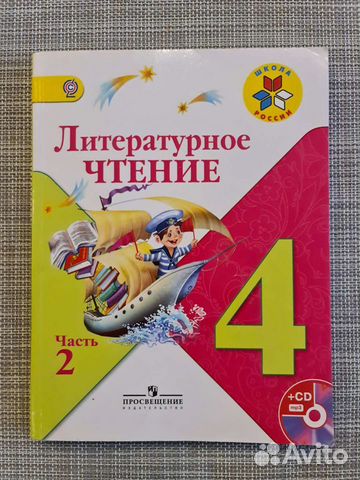 ШКОЛА
РОССИИ
Литературное
ЧТЕНИЕ
4
Часть
2
ПРОСВЕЩЕНИЕ
ИЗДАТЕЛЬСТВО
+CD
mp3
Avito